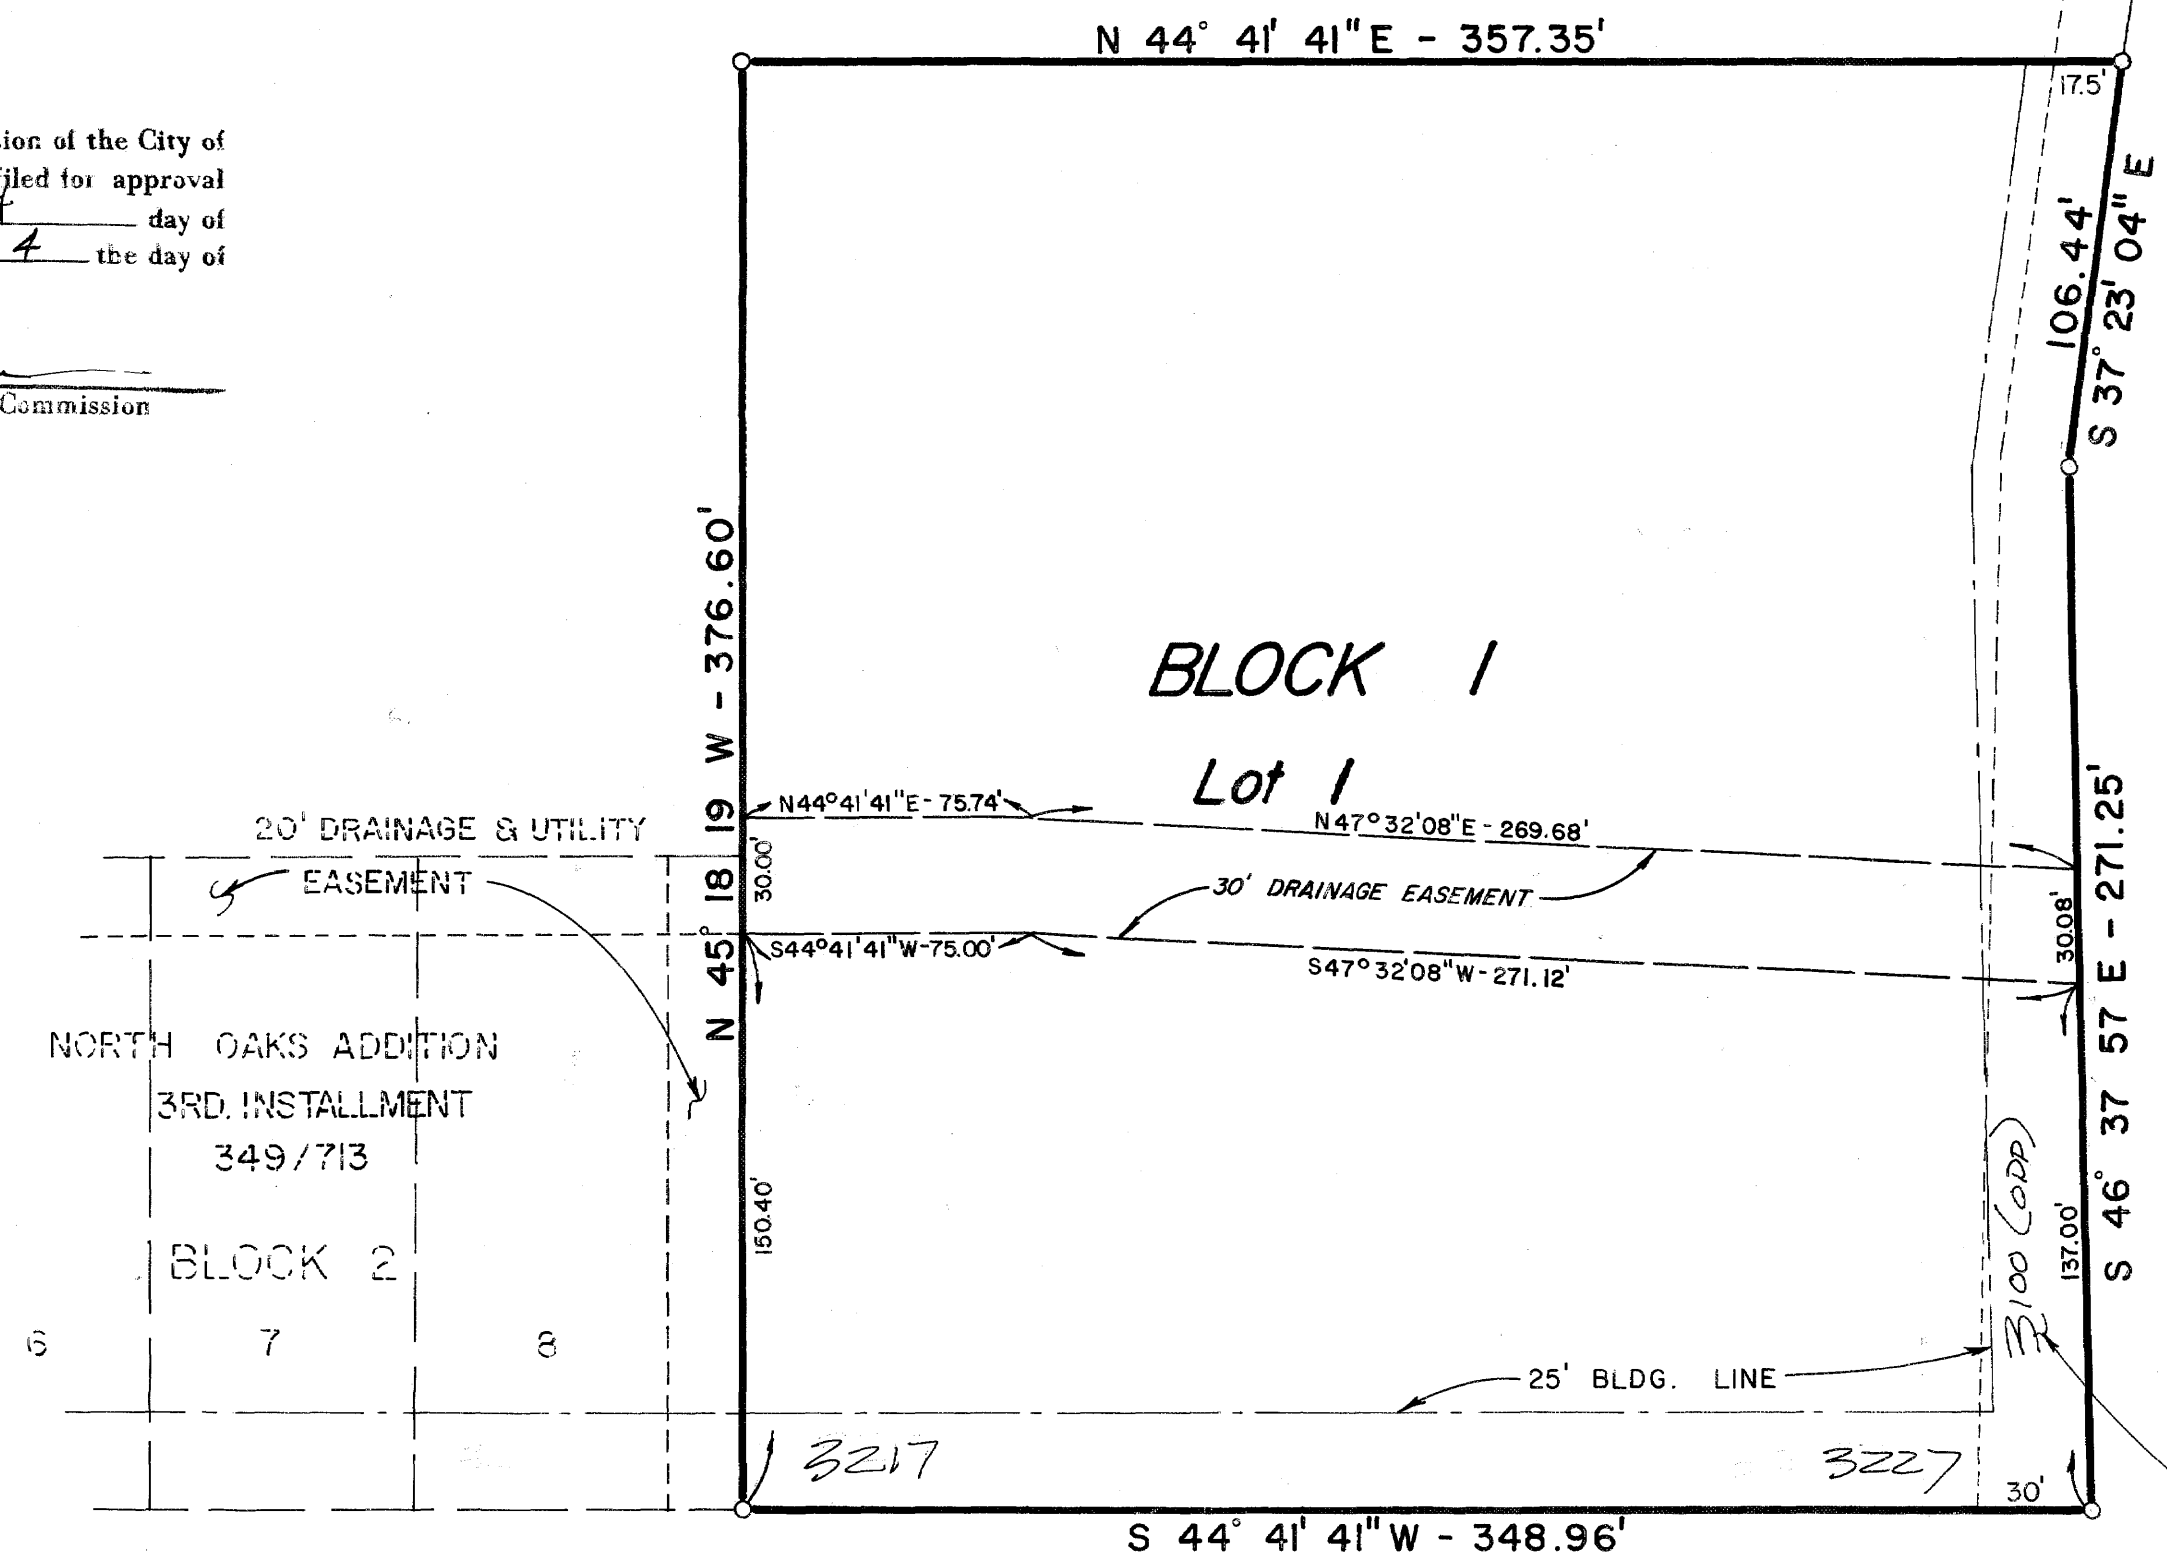 N 44° 41' 41" E - 357.35'
17.5'
ion of the City of
filed for approval
day of
4 the day of
Commission
106.44'
S 37° 23' 04" E
N 45° 18 19 W - 376.60'
BLOCK 1
Lot 1
N44°41'41"E-75.74'
N47°32'08"E-269.68'
20' DRAINAGE & UTILITY
EASEMENT
30.00'
30' DRAINAGE EASEMENT
30.08'
S 46° 37 57 E - 271.25'
S44°41'41"W-75.00'
S47°32'08"W-271.12'
NORTH OAKS ADDITION
3RD. INSTALLMENT
349/713
BLOCK 2
6 7 8
150.40'
137.00'
3100 (ODD)
25' BLDG. LINE
3217
3227
30'
S 44° 41' 41" W - 348.96'